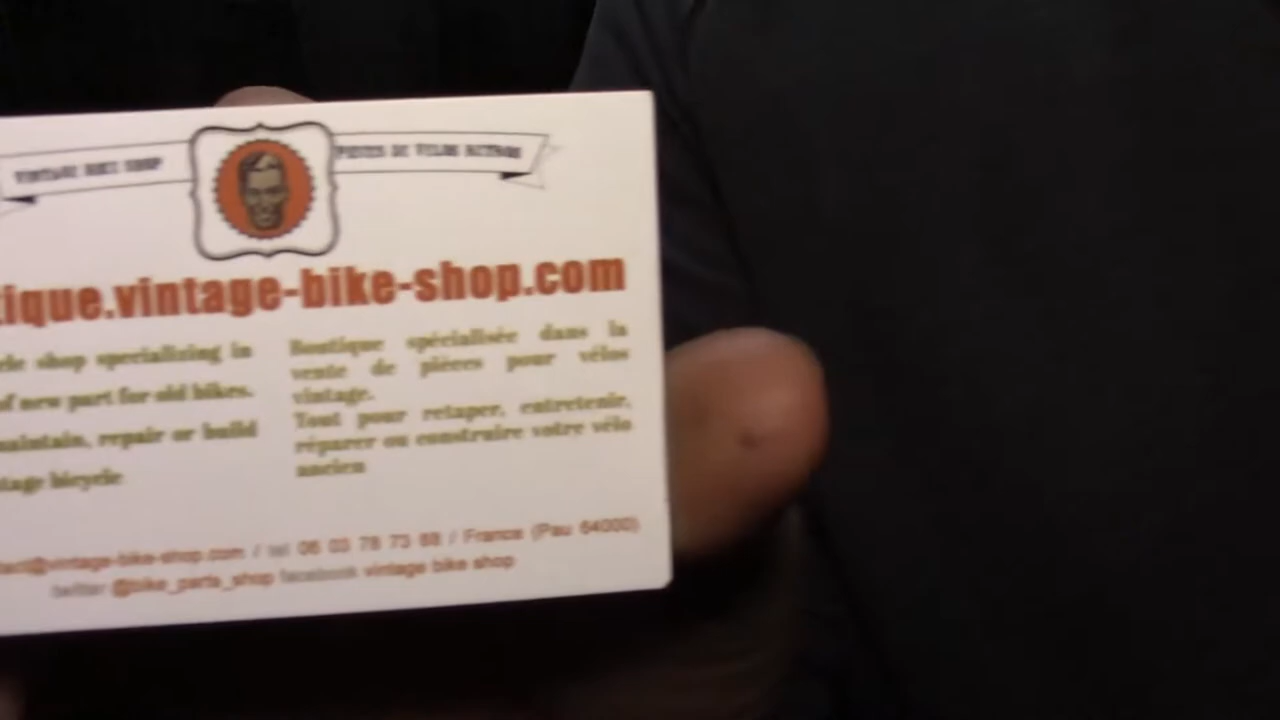 VINTAGE BIKE SHOP
PIECES DE VELOS RETROS
tique.vintage-bike-shop.com
cle shop specializing in
of new part for old bikes.
maintain, repair or build
tage bicycle
Boutique spécialisée dans la
vente de pièces pour vélos
vintage.
Tout pour retaper, entretenir,
réparer ou construire votre vélo
ancien
@vintage-bike-shop.com / tel 06 03 78 73 88 / France (Pau 64000)
twitter @bike_parts_shop facebook vintage bike shop